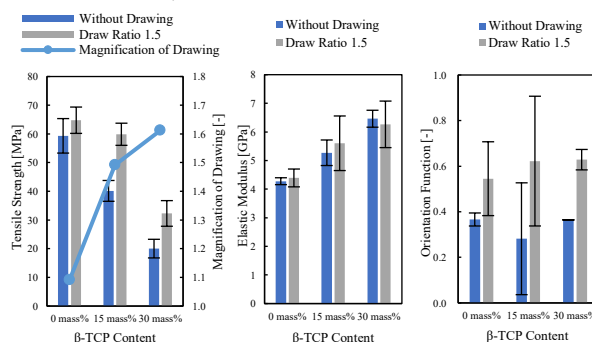 Without Drawing
Draw Ratio 1.5
Magnification of Drawing
Tensile Strength [MPa]
80
70
60
50
40
30
20
10
0
1.8
1.7
1.6
1.5
1.4
1.3
1.2
1.1
1.0
Magnification of Drawing [-]
0 mass% 15 mass% 30 mass%
β-TCP Content
Without Drawing
Draw Ratio 1.5
Elastic Modulus [GPa]
8
7
6
5
4
3
2
1
0
0 mass% 15 mass% 30 mass%
β-TCP Content
Without Drawing
Draw Ratio 1.5
Orientation Function [-]
1.0
0.8
0.6
0.4
0.2
0.0
0 mass% 15 mass% 30 mass%
β-TCP Content